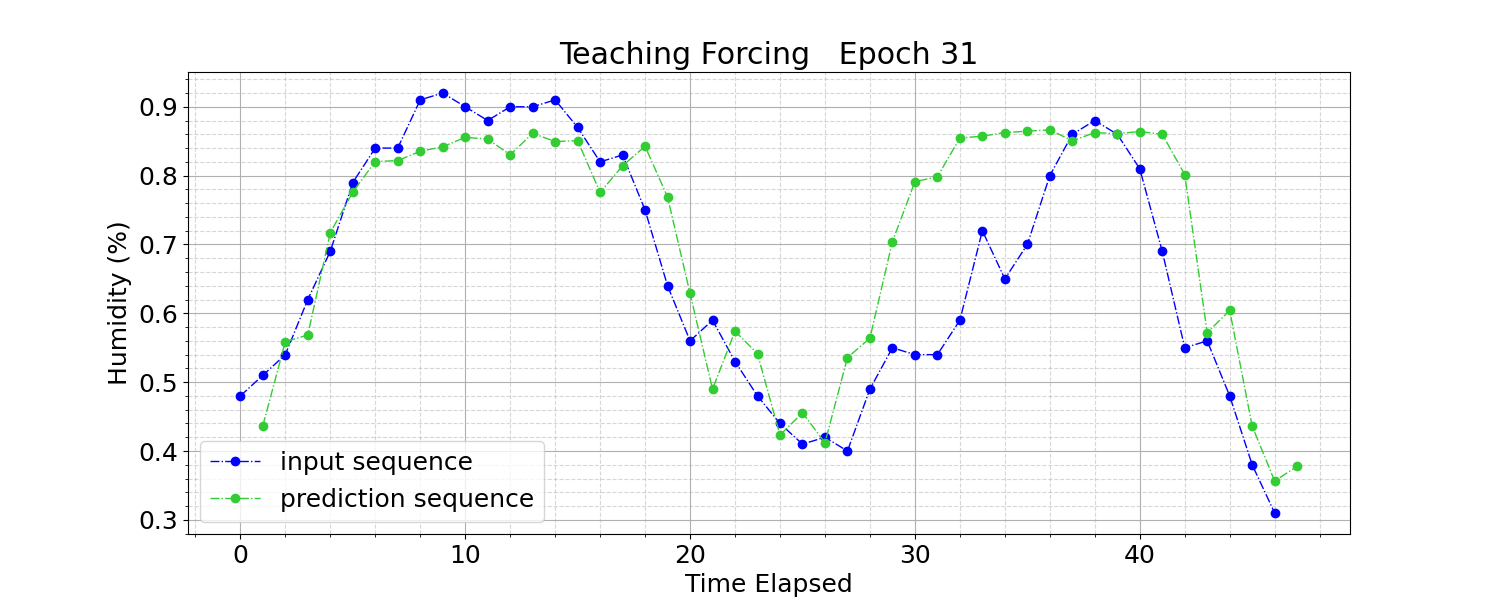 Teaching Forcing   Epoch 31
Humidity (%)
0.9
0.8
0.7
0.6
0.5
0.4
0.3
input sequence
prediction sequence
0 10 20 30 40
Time Elapsed